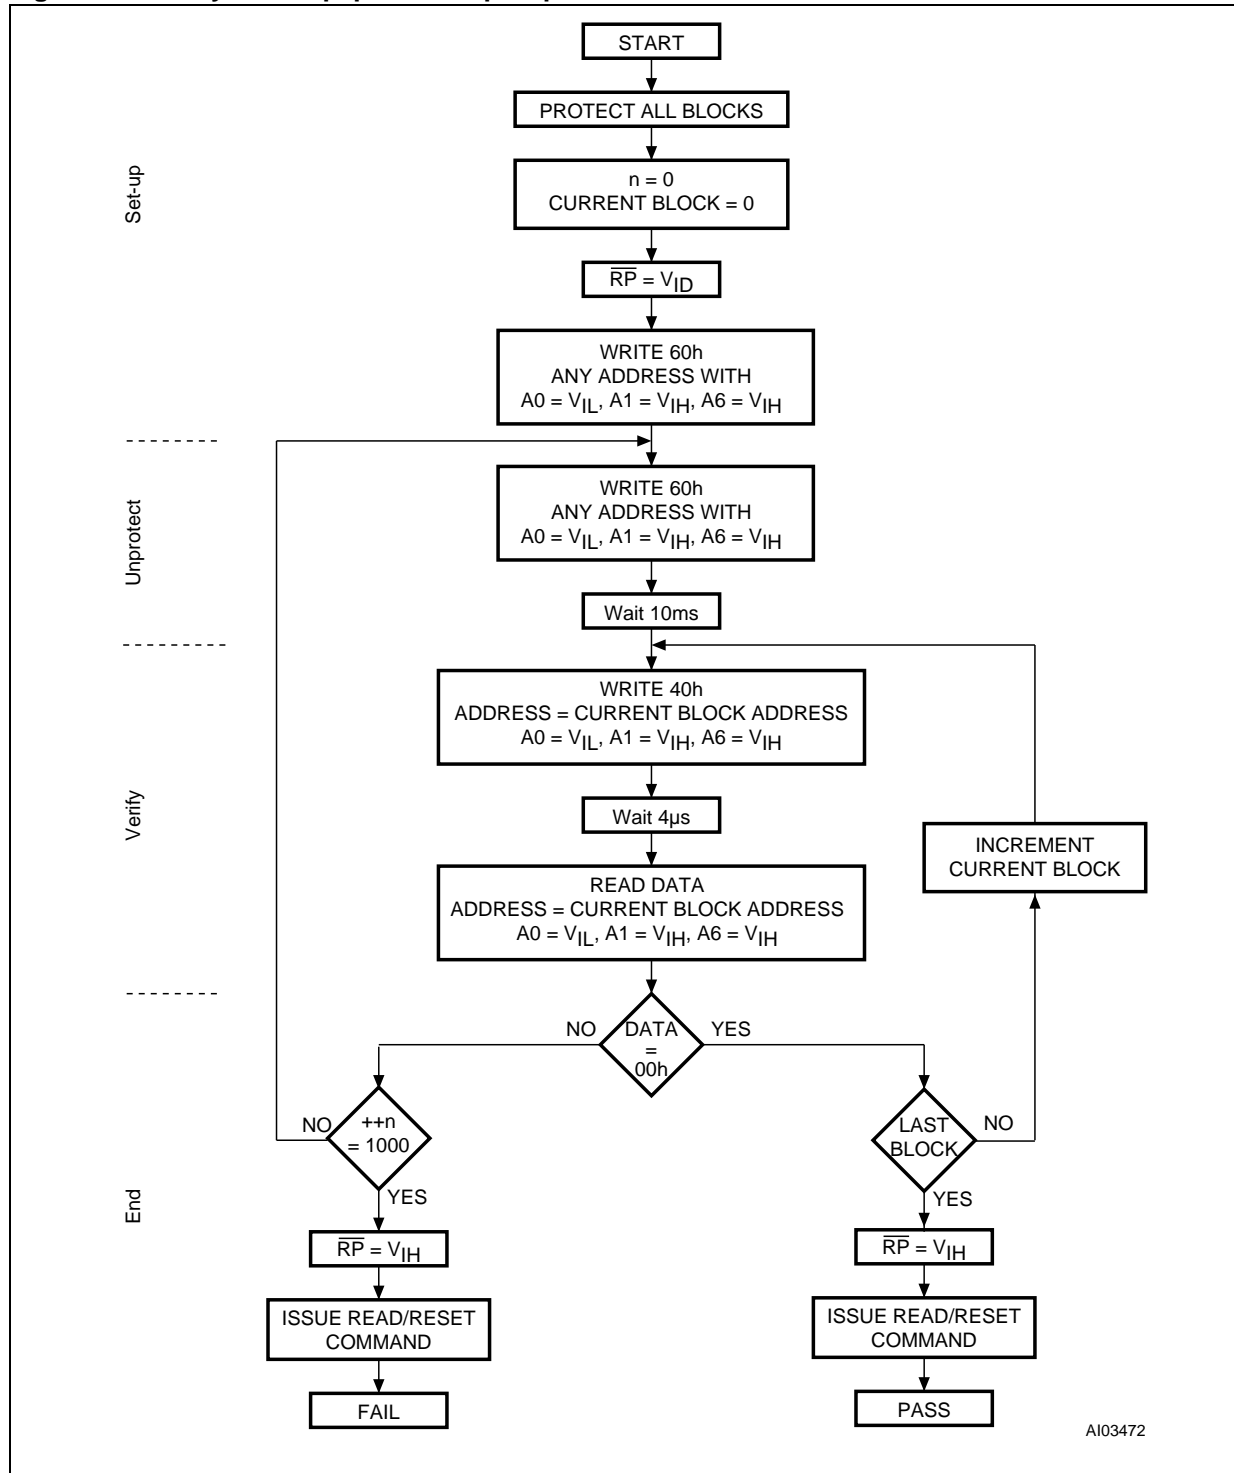 START
PROTECT ALL BLOCKS
n = 0
CURRENT BLOCK = 0
Set-up
RP = VID
WRITE 60h
ANY ADDRESS WITH
A0 = VIL, A1 = VIH, A6 = VIH
Unprotect
WRITE 60h
ANY ADDRESS WITH
A0 = VIL, A1 = VIH, A6 = VIH
Wait 10ms
Verify
WRITE 40h
ADDRESS = CURRENT BLOCK ADDRESS
A0 = VIL, A1 = VIH, A6 = VIH
Wait 4µs
INCREMENT
CURRENT BLOCK
READ DATA
ADDRESS = CURRENT BLOCK ADDRESS
A0 = VIL, A1 = VIH, A6 = VIH
End
NO
DATA
=
00h
YES
NO
++n
= 1000
YES
LAST
BLOCK
NO
YES
RP = VIH
ISSUE READ/RESET
COMMAND
FAIL
RP = VIH
ISSUE READ/RESET
COMMAND
PASS
AI03472